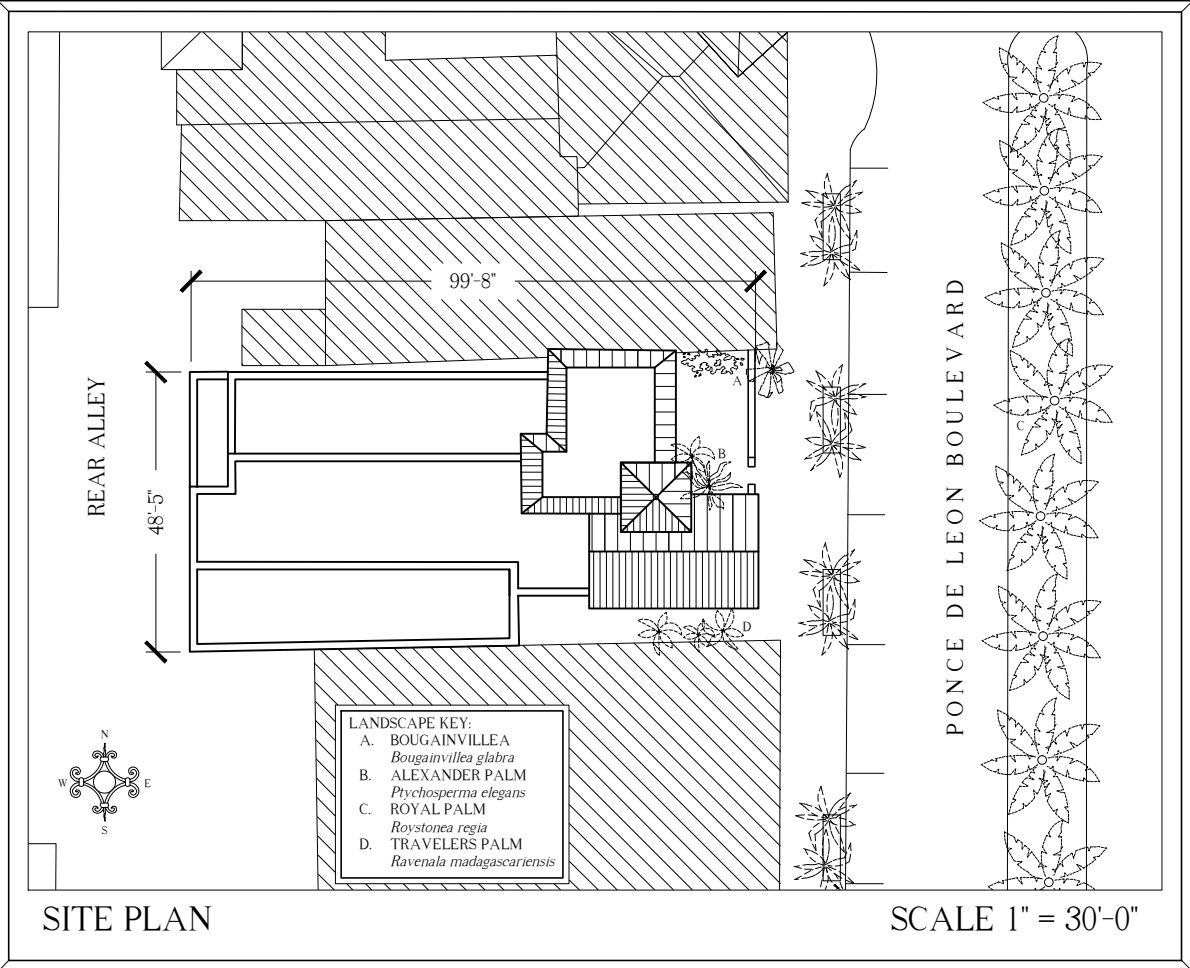 99'-8"
A
REAR ALLEY
48'-5"
B
C
PONCE DE LEON BOULEVARD
D
N
W
E
S
LANDSCAPE KEY:
A. BOUGAINVILLEA
Bougainvillea glabra
B. ALEXANDER PALM
Ptychosperma elegans
C. ROYAL PALM
Roystonea regia
D. TRAVELERS PALM
Ravenala madagascariensis
SITE PLAN
SCALE 1" = 30'-0"